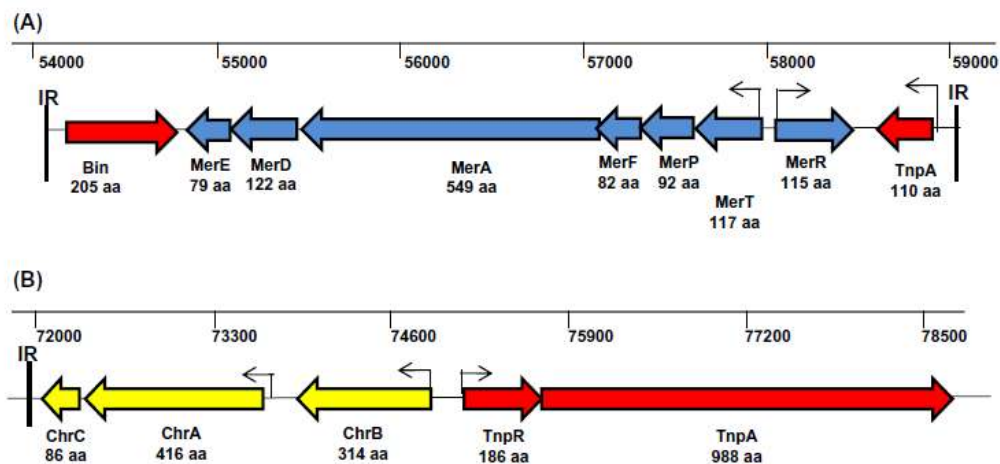 (A)
54000 55000 56000 57000 58000 59000
IR IR
Bin MerE MerD MerA MerF MerP MerR TnpA
205 aa 79 aa 122 aa 549 aa 82 aa 92 aa 115 aa 110 aa
MerT
117 aa
(B)
72000 73300 74600 75900 77200 78500
IR
ChrC ChrA ChrB TnpR TnpA
86 aa 416 aa 314 aa 186 aa 988 aa